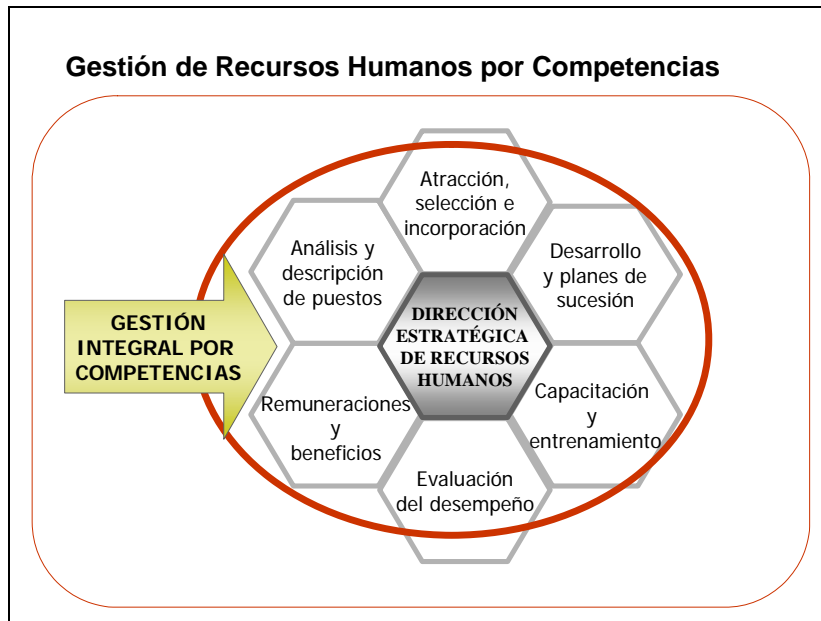 Gestión de Recursos Humanos por Competencias
Atracción,
selección e
incorporación
Análisis y
descripción
de puestos
Desarrollo
y planes de
sucesión
DIRECCIÓN
ESTRATÉGICA
DE RECURSOS
HUMANOS
GESTIÓN
INTEGRAL POR
COMPETENCIAS
Remuneraciones
y
beneficios
Capacitación
y
entrenamiento
Evaluación
del desempeño